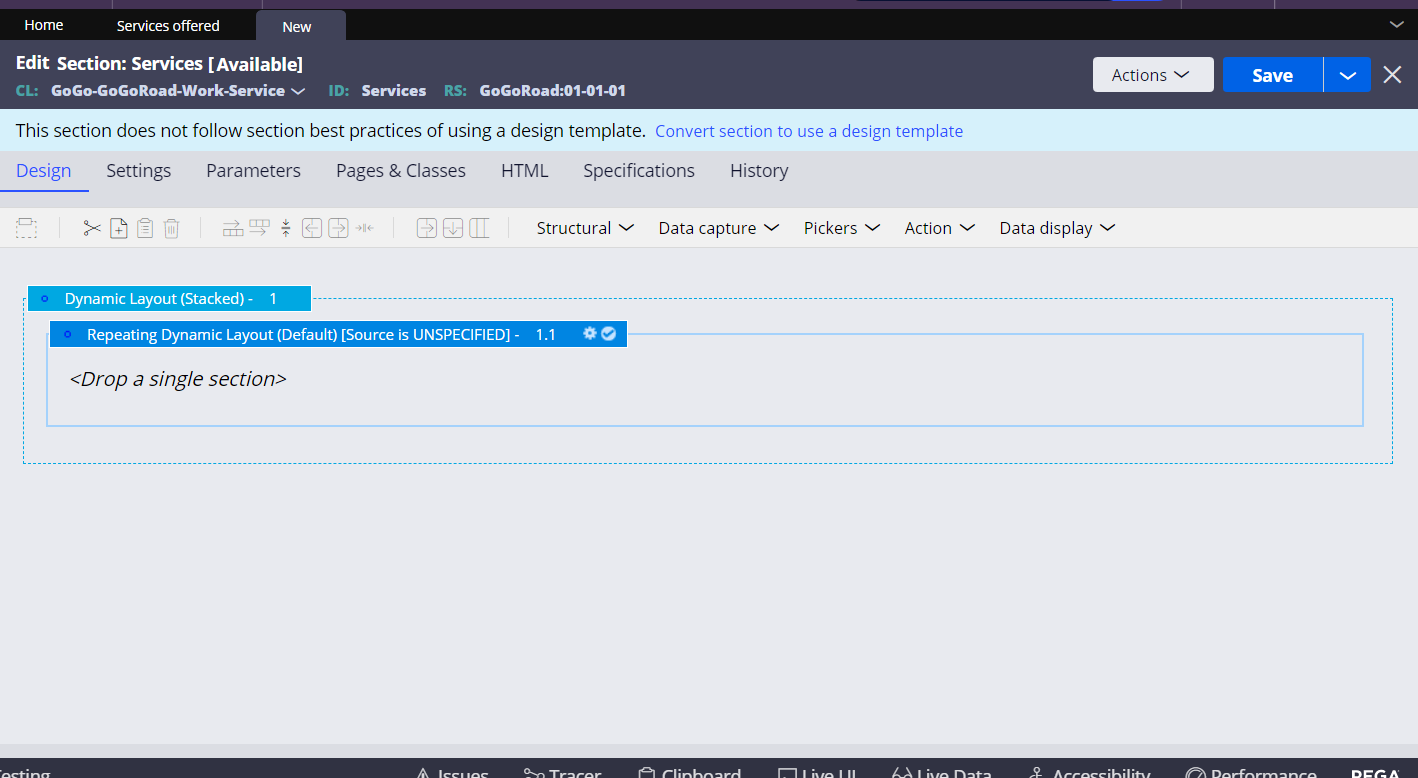 Home Services offered New
Edit Section: Services [Available]
Actions Save
CL: GoGo-GoGoRoad-Work-Service ID: Services RS: GoGoRoad:01-01-01
This section does not follow section best practices of using a design template. Convert section to use a design template
Design Settings Parameters Pages & Classes HTML Specifications History
Structural Data capture Pickers Action Data display
Dynamic Layout (Stacked) - 1
Repeating Dynamic Layout (Default) [Source is UNSPECIFIED] - 1.1
<Drop a single section>
Issues Tracer Clipboard Live UI Live Data Accessibility Performance PEGA